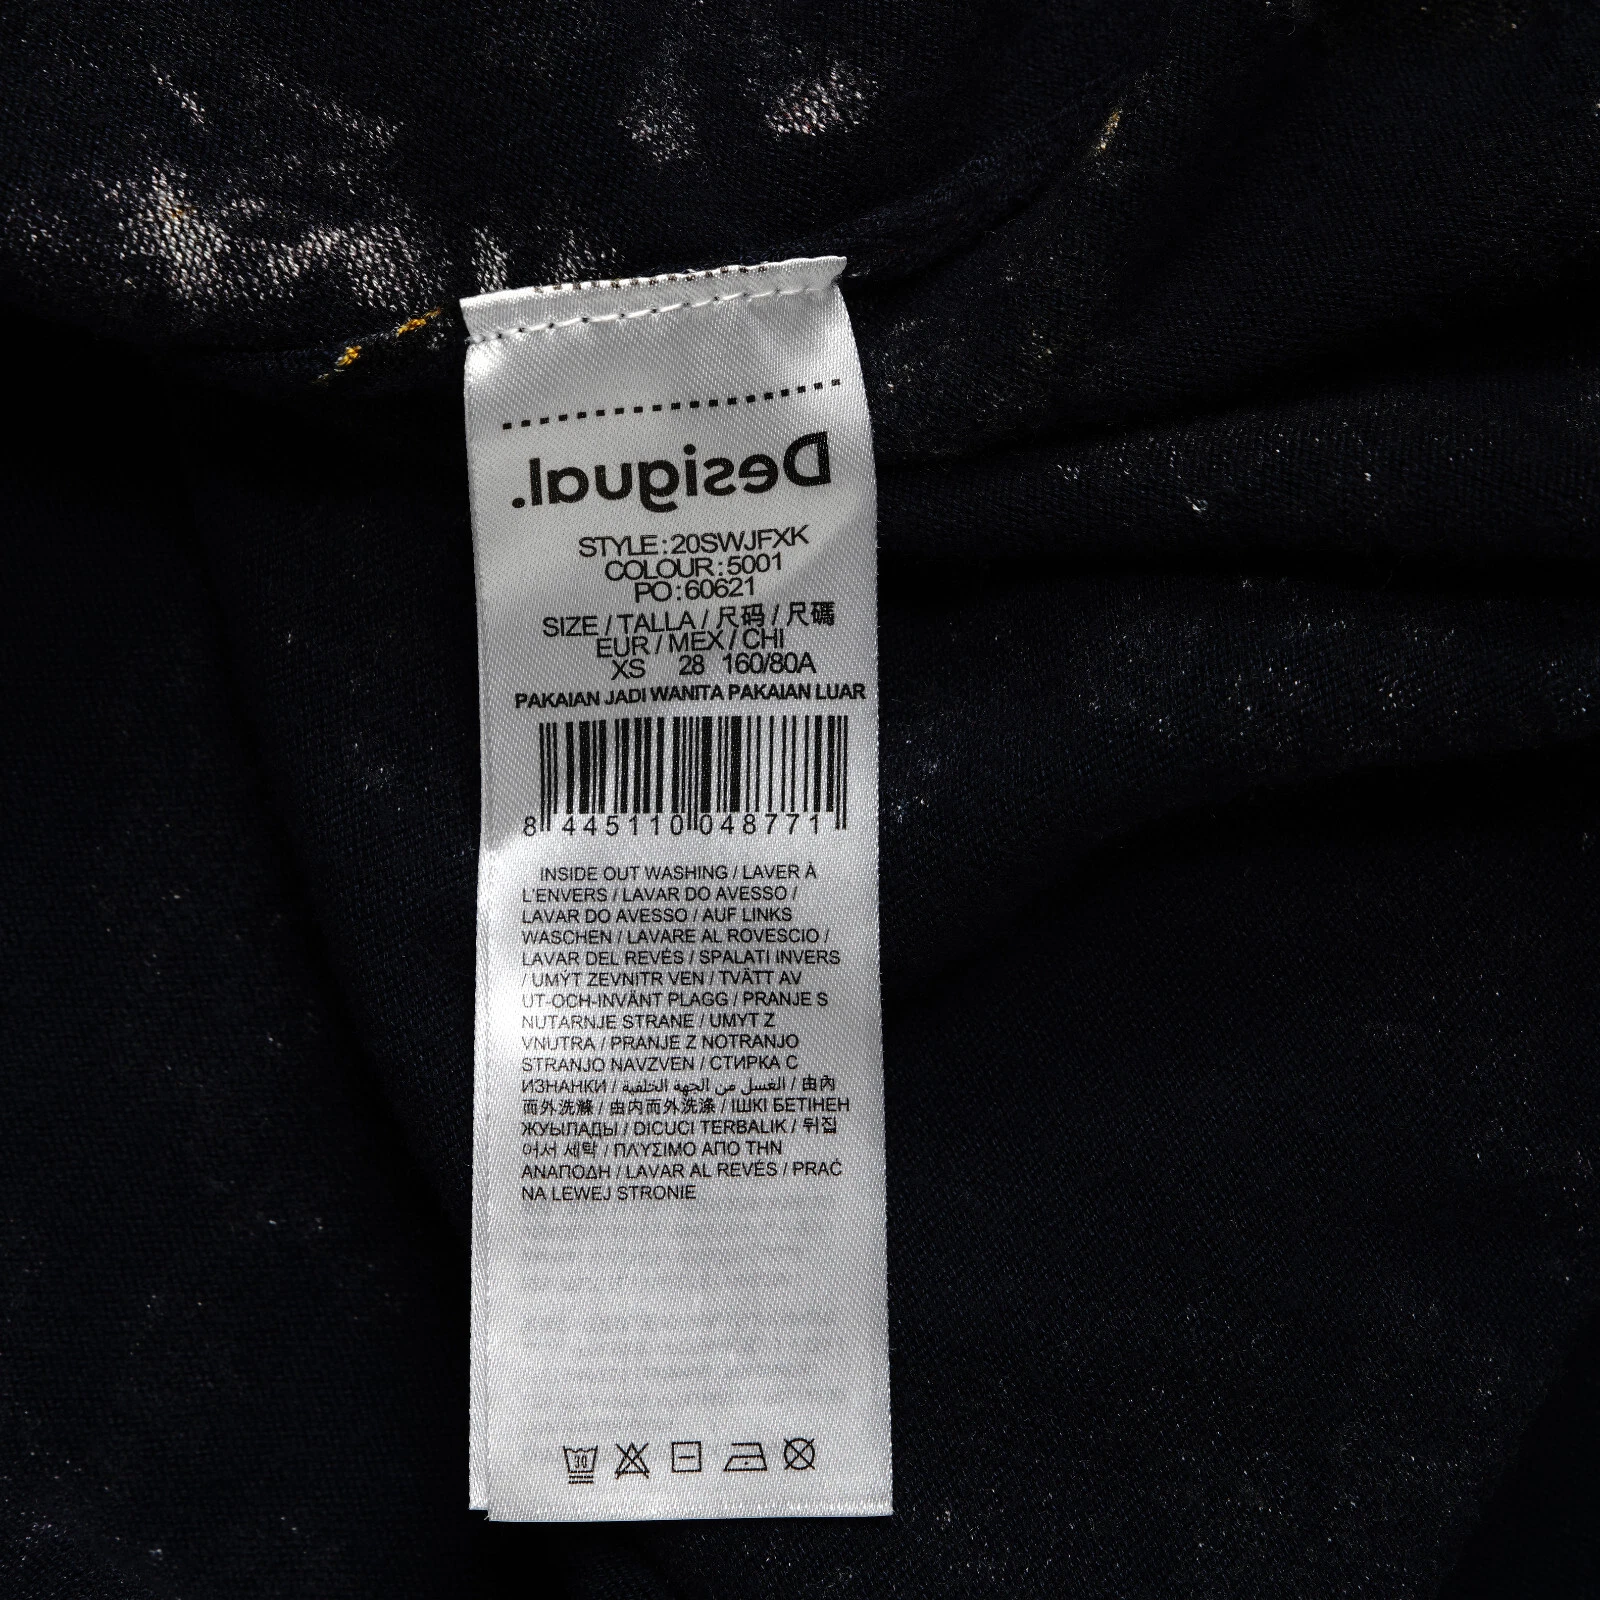 Desigual.
STYLE:20SWJFXK
COLOUR:5001
PO:60621
SIZE / TALLA / 尺码 / 尺碼
EUR / MEX / CHI
XS 28 160/80A
PAKAIAN JADI WANITA PAKAIAN LUAR
8 445110 048771
INSIDE OUT WASHING / LAVER À
L'ENVERS / LAVAR DO AVESSO /
LAVAR DO AVESSO / AUF LINKS
WASCHEN / LAVARE AL ROVESCIO /
LAVAR DEL REVÉS / SPALATI INVERS
/ UMÝT ZEVNITR VEN / TVÄTT AV
UT-OCH-INVÄNT PLAGG / PRANJE S
NUTARNJE STRANE / UMYT Z
VNUTRA / PRANJE Z NOTRANJO
STRANJO NAVZVEN / СТИРКА С
ИЗНАНКИ / الغسل من الجهه الخلفية / 由內
而外洗滌 / 由内而外洗涤 / ІШКІ БЕТІНЕН
ЖУЫЛАДЫ / DICUCI TERBALIK / 뒤집
어서 세탁 / ΠΛΥΣΙΜΟ ΑΠΟ ΤΗΝ
ΑΝΑΠΟΔΗ / LAVAR AL REVÉS / PRAĆ
NA LEWEJ STRONIE
30